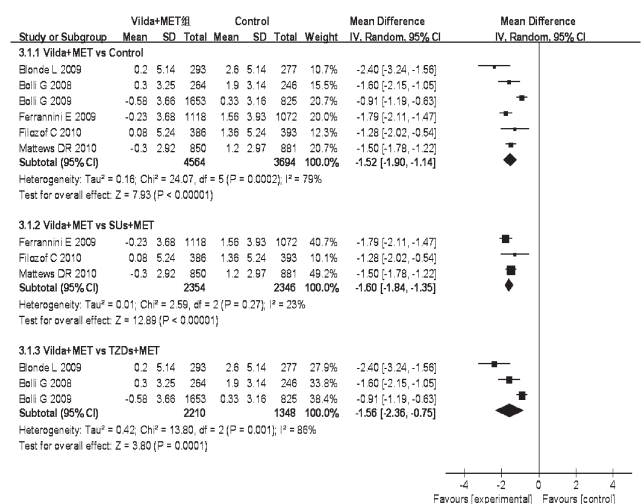 Vilda+MET组 Control Mean Difference Mean Difference
Study or Subgroup Mean SD Total Mean SD Total Weight IV, Random, 95% CI IV, Random, 95% CI
3.1.1 Vilda+MET vs Control
Blonde L 2009 0.2 5.14 293 2.6 5.14 277 10.7% -2.40 [-3.24, -1.56]
Bolli G 2008 0.3 3.25 264 1.9 3.14 246 15.8% -1.60 [-2.15, -1.05]
Bolli G 2009 -0.58 3.66 1653 0.33 3.16 825 20.6% -0.91 [-1.19, -0.63]
Ferrannini E 2009 -0.23 3.68 1118 1.56 3.93 1072 20.0% -1.79 [-2.11, -1.47]
Filozof C 2010 0.08 5.24 386 1.36 5.24 393 12.3% -1.28 [-2.02, -0.54]
Mattews DR 2010 -0.3 2.92 850 1.2 2.97 881 20.7% -1.50 [-1.78, -1.22]
Subtotal (95% CI) 4564 3694 100.0% -1.52 [-1.90, -1.14]
Heterogeneity: Tau² = 0.16; Chi² = 24.07, df = 5 (P = 0.0002); I² = 79%
Test for overall effect: Z = 7.93 (P < 0.00001)
3.1.2 Vilda+MET vs SUs+MET
Ferrannini E 2009 -0.23 3.68 1118 1.56 3.93 1072 40.7% -1.79 [-2.11, -1.47]
Filozof C 2010 0.08 5.24 386 1.36 5.24 393 10.1% -1.28 [-2.02, -0.54]
Mattews DR 2010 -0.3 2.92 850 1.2 2.97 881 49.2% -1.50 [-1.78, -1.22]
Subtotal (95% CI) 2354 2346 100.0% -1.60 [-1.84, -1.35]
Heterogeneity: Tau² = 0.01; Chi² = 2.59, df = 2 (P = 0.27); I² = 23%
Test for overall effect: Z = 12.89 (P < 0.00001)
3.1.3 Vilda+MET vs TZDs+MET
Blonde L 2009 0.2 5.14 293 2.6 5.14 277 27.9% -2.40 [-3.24, -1.56]
Bolli G 2008 0.3 3.25 264 1.9 3.14 246 33.8% -1.60 [-2.15, -1.05]
Bolli G 2009 -0.58 3.66 1653 0.33 3.16 825 38.4% -0.91 [-1.19, -0.63]
Subtotal (95% CI) 2210 1348 100.0% -1.56 [-2.36, -0.75]
Heterogeneity: Tau² = 0.42; Chi² = 13.80, df = 2 (P = 0.001); I² = 86%
Test for overall effect: Z = 3.80 (P = 0.0001)
-4 -2 0 2 4
Favours [experimental] Favours [control]